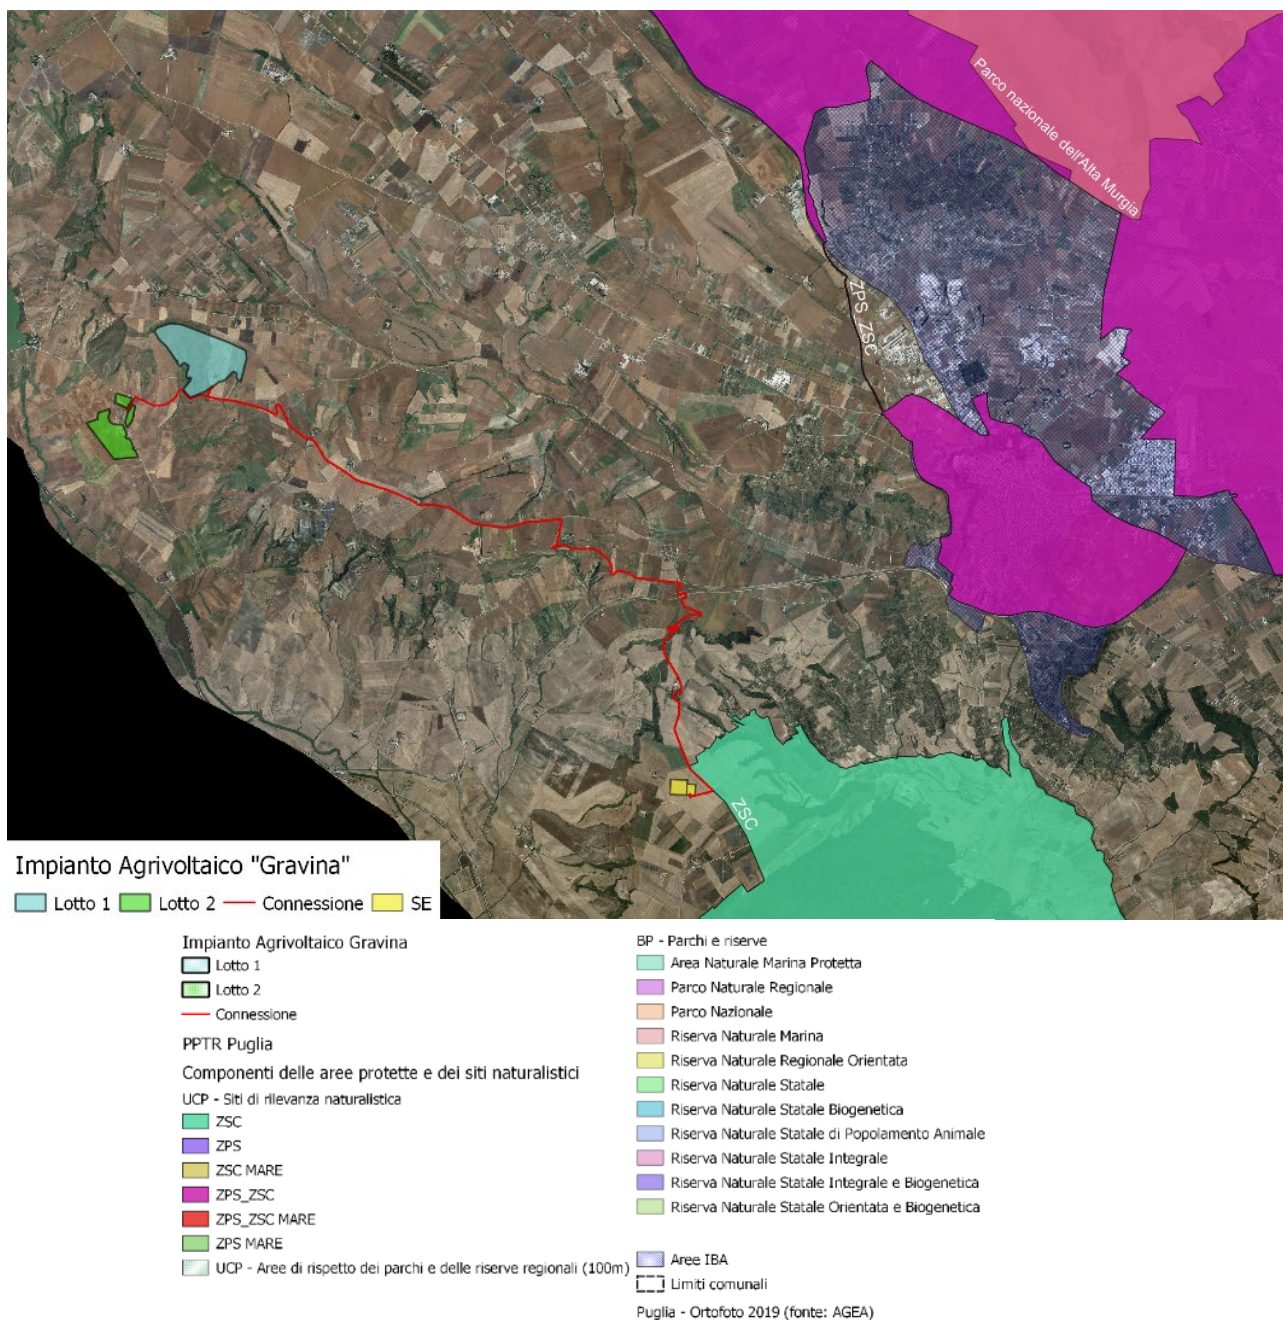 Parco nazionale dell'Alta Murgia
ZPS_ZSC
ZSC
Impianto Agrivoltaico "Gravina"
Lotto 1 Lotto 2 Connessione SE
Impianto Agrivoltaico Gravina
Lotto 1
Lotto 2
Connessione
PPTR Puglia
Componenti delle aree protette e dei siti naturalistici
UCP - Siti di rilevanza naturalistica
ZSC
ZPS
ZSC MARE
ZPS_ZSC
ZPS_ZSC MARE
ZPS MARE
UCP - Aree di rispetto dei parchi e delle riserve regionali (100m)
BP - Parchi e riserve
Area Naturale Marina Protetta
Parco Naturale Regionale
Parco Nazionale
Riserva Naturale Marina
Riserva Naturale Regionale Orientata
Riserva Naturale Statale
Riserva Naturale Statale Biogenetica
Riserva Naturale Statale di Popolamento Animale
Riserva Naturale Statale Integrale
Riserva Naturale Statale Integrale e Biogenetica
Riserva Naturale Statale Orientata e Biogenetica
Aree IBA
Limiti comunali
Puglia - Ortofoto 2019 (fonte: AGEA)